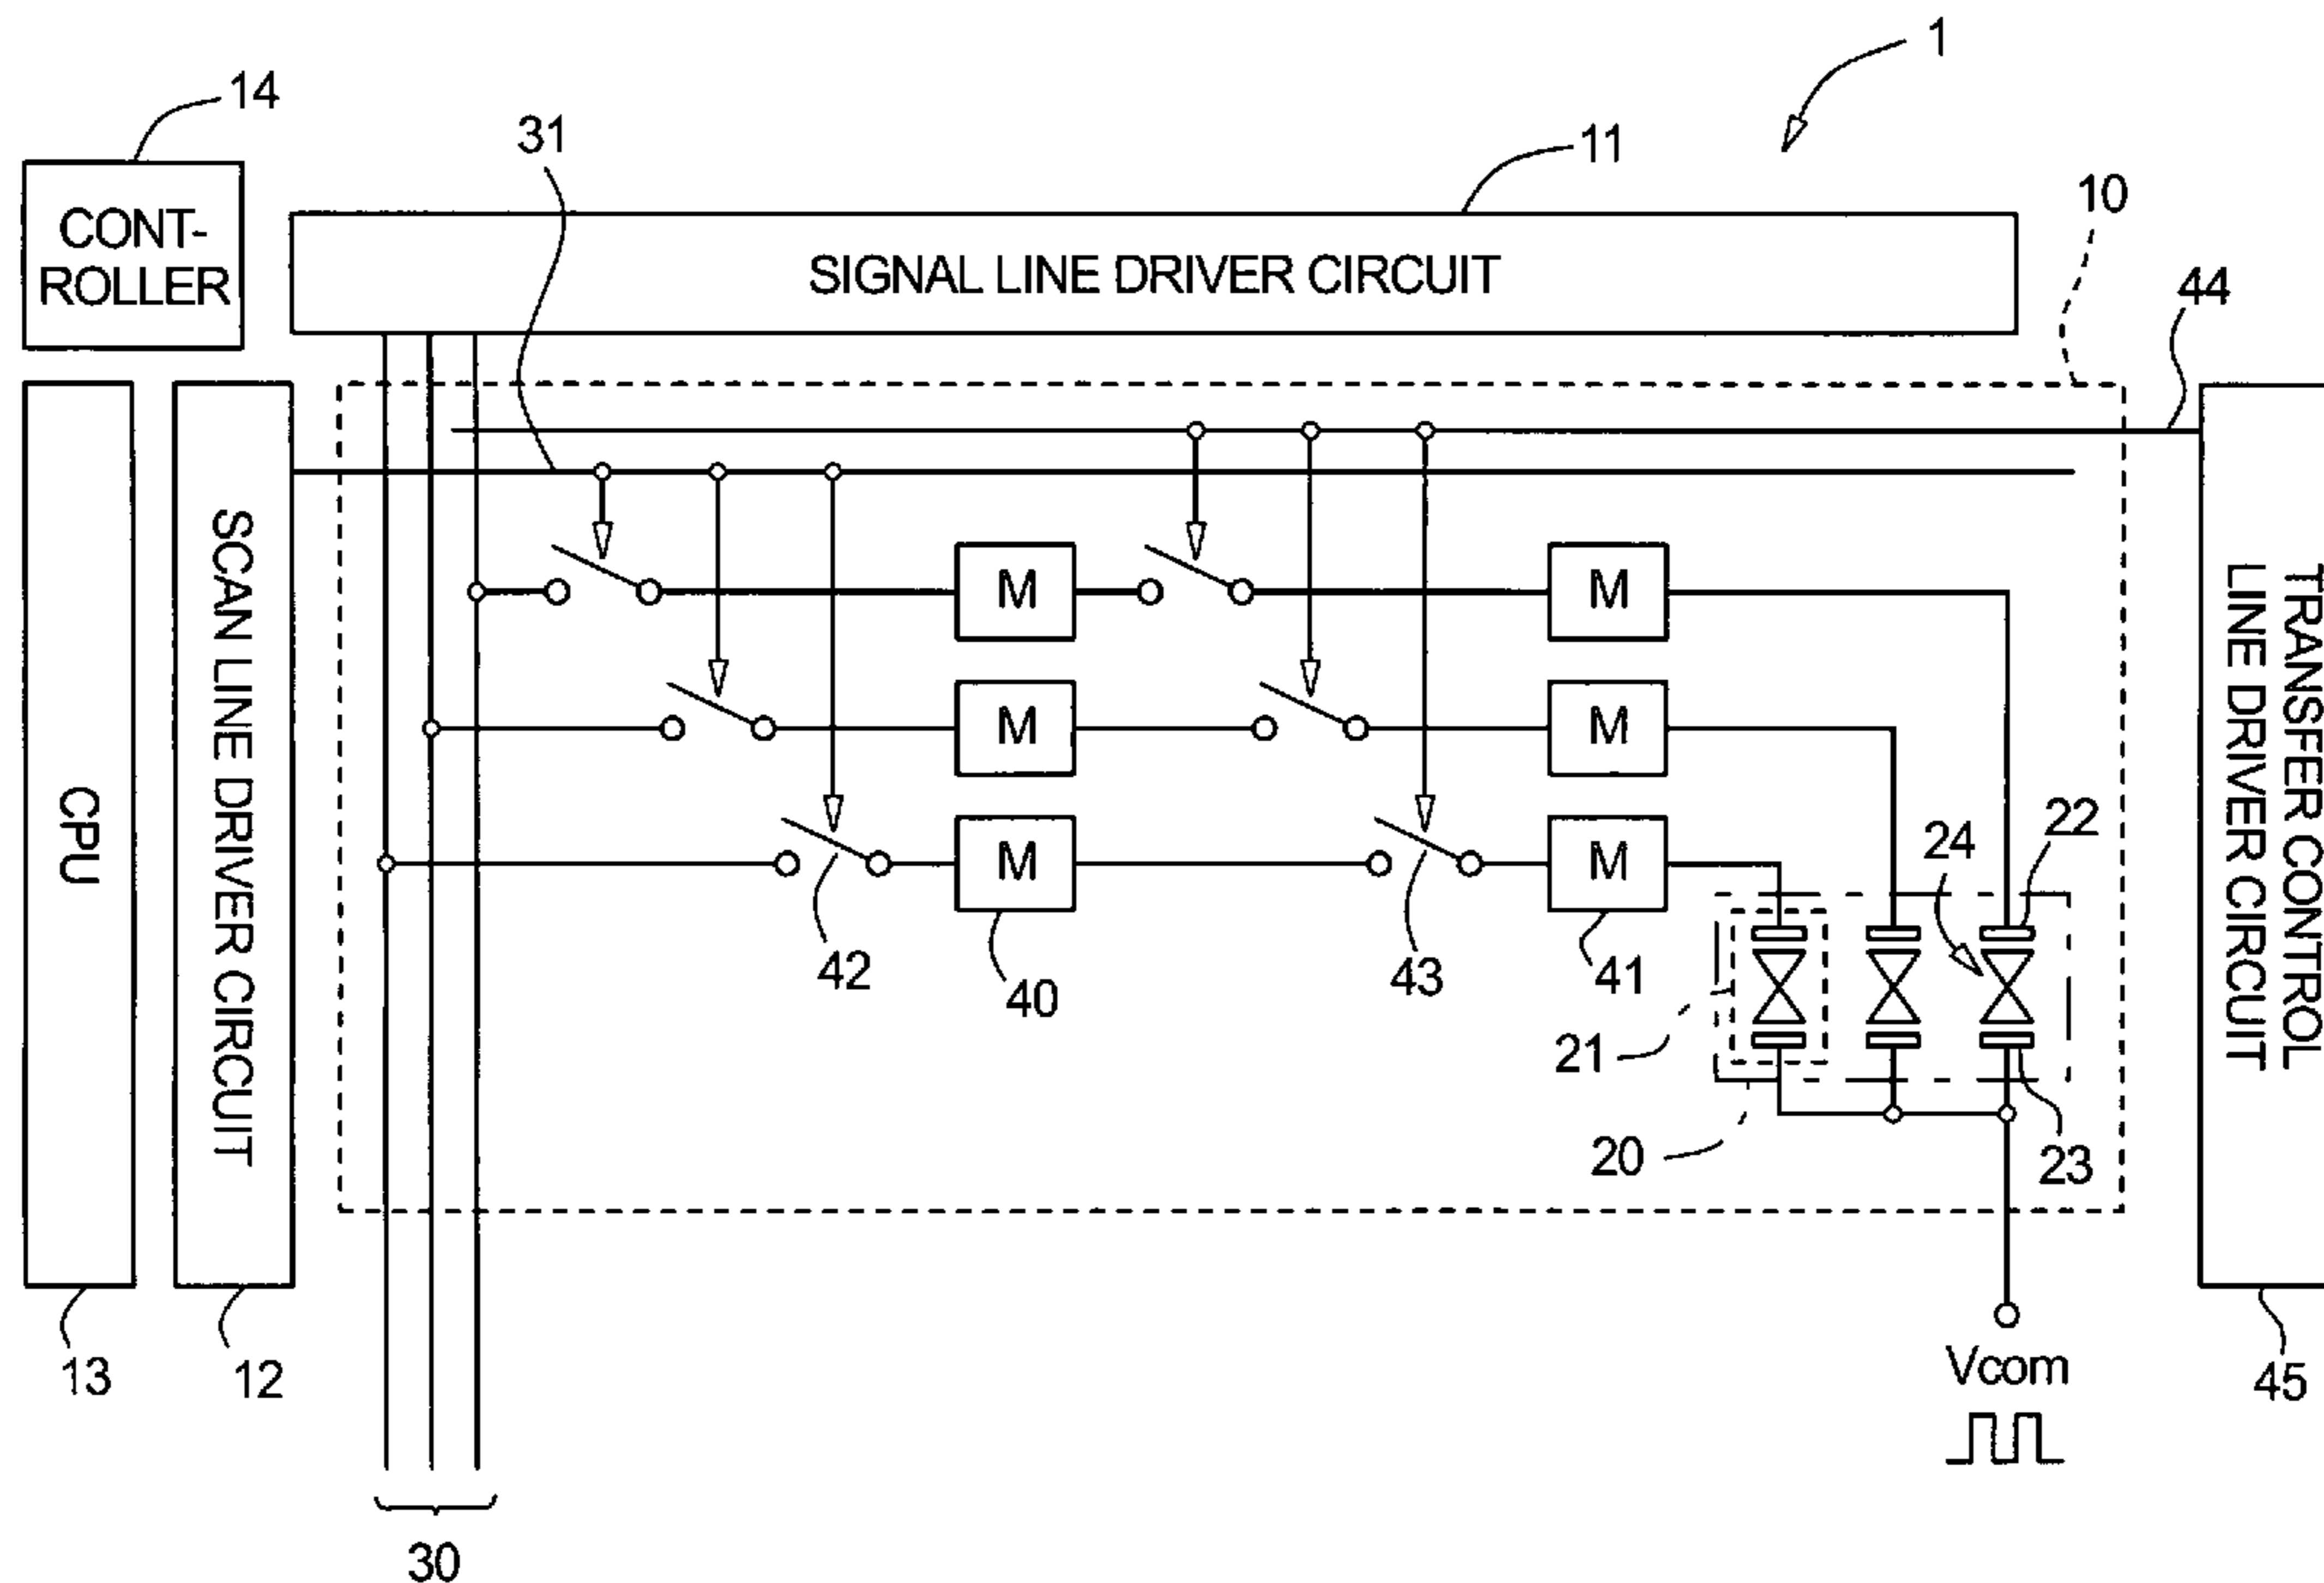 1
14
31
11
10
CONT-
ROLLER
SIGNAL LINE DRIVER CIRCUIT
44
CPU
SCAN LINE DRIVER CIRCUIT
TRANSFER CONTROL
LINE DRIVER CIRCUIT
M
M
M
M
M
M
42
40
43
41
24
22
21
20
23
13
12
Vcom
45
30